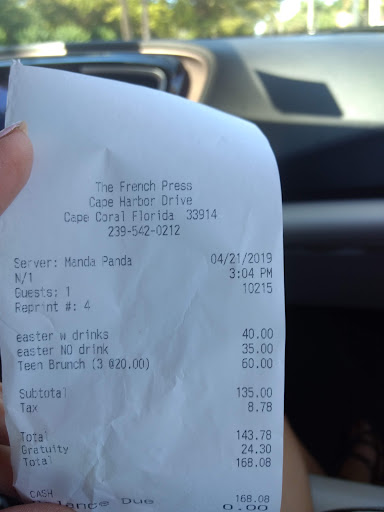 The French Press
Cape Harbor Drive
Cape Coral Florida 33914
239-542-0212
Server: Manda Panda 04/21/2019
N/1 3:04 PM
Guests: 1 10215
Reprint #: 4
easter w drinks 40.00
easter NO drink 35.00
Teen Brunch (3 @20.00) 60.00
Subtotal 135.00
Tax 8.78
Total 143.78
Gratuity 24.30
Total 168.08
CASH 168.08
Balance Due 0.00